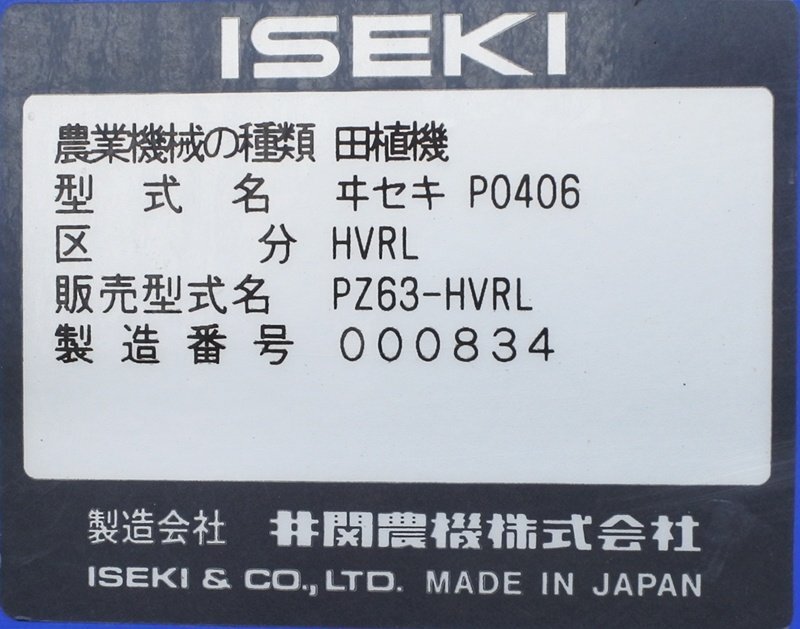 ISEKI
農業機械の種類 田植機
型式名 ヰセキ P0406
区分 HVRL
販売型式名 PZ63-HVRL
製造番号 000834
製造会社 井関農機株式会社
ISEKI & CO., LTD. MADE IN JAPAN